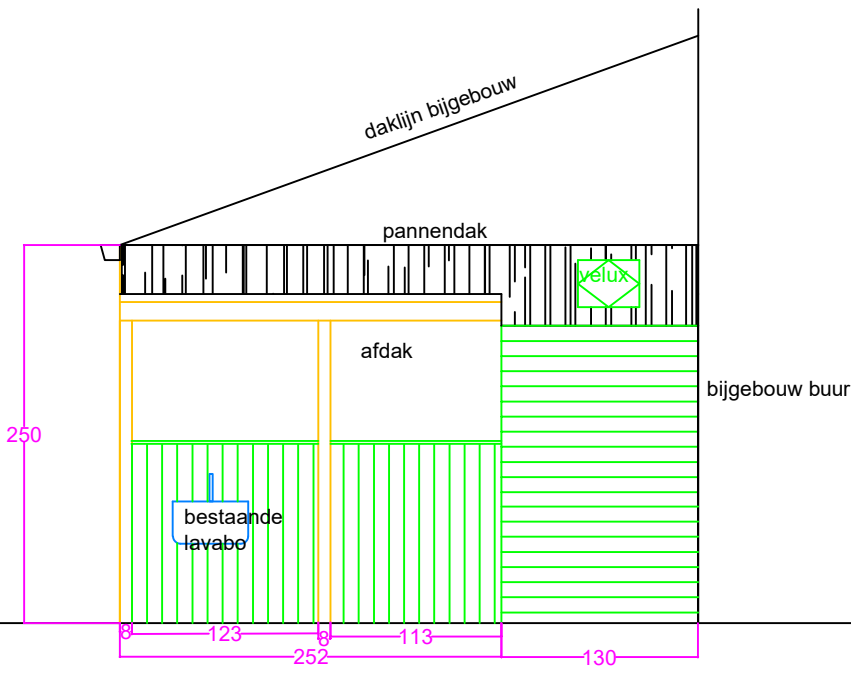 daklijn bijgebouw
pannendak
velux
afdak
bijgebouw buur
250
bestaande
lavabo
8
123
8
113
252
130